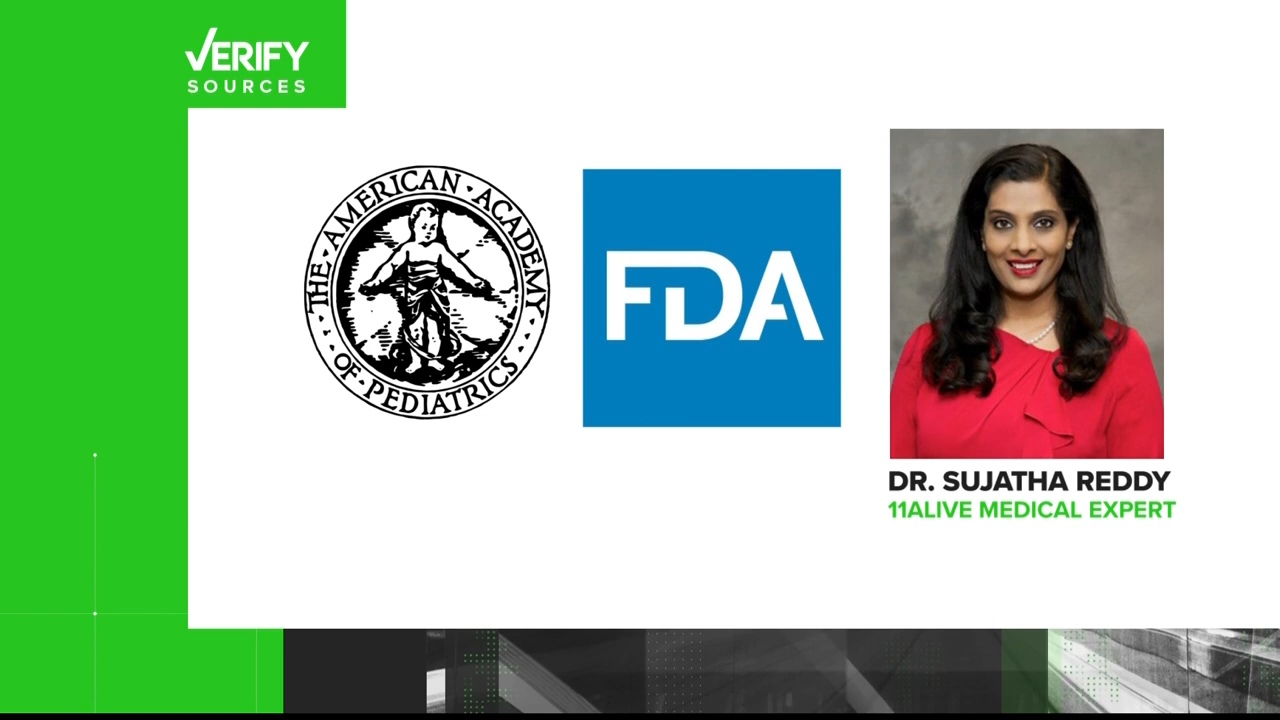 VERIFY
SOURCES
THE · AMERICAN · ACADEMY
· OF · PEDIATRICS ·
FDA
DR. SUJATHA REDDY
11ALIVE MEDICAL EXPERT